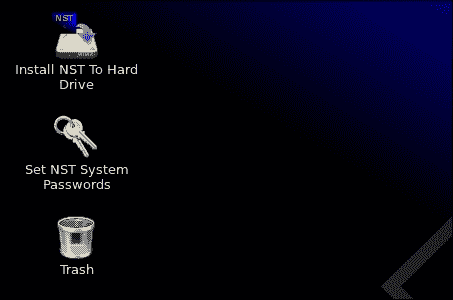 NST
Install NST To Hard
Drive
Set NST System
Passwords
Trash